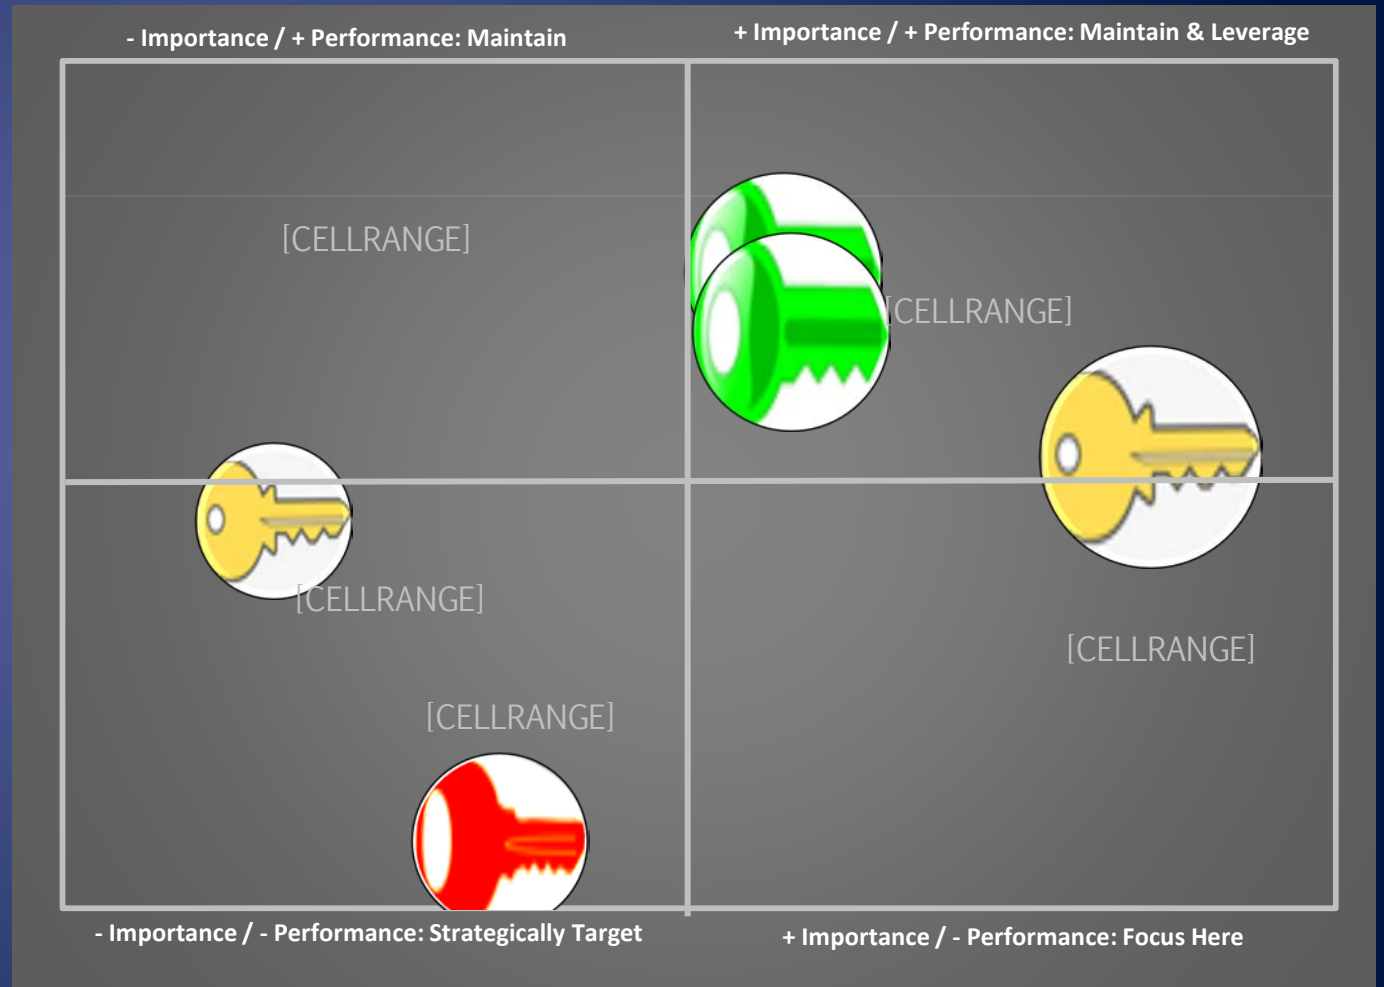 - Importance / + Performance: Maintain
+ Importance / + Performance: Maintain & Leverage
[CELLRANGE]
[CELLRANGE]
[CELLRANGE]
[CELLRANGE]
[CELLRANGE]
- Importance / - Performance: Strategically Target
+ Importance / - Performance: Focus Here